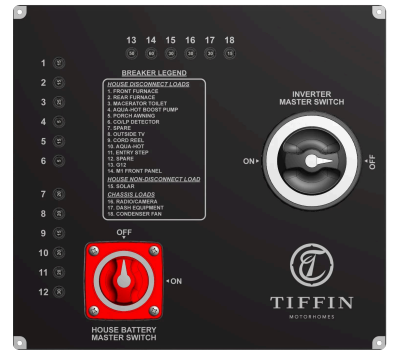 13 14 15 16 17 18
1
2
3
4
5
6
7
8
9
10
11
12
BREAKER LEGEND
HOUSE DISCONNECT LOADS
1. FRONT FURNACE
2. REAR FURNACE
3. MACERATOR TOILET
4. AQUA-HOT BOOST PUMP
5. PORCH AWNING
6. CO/LP DETECTOR
7. SPARE
8. OUTSIDE TV
9. CORD REEL
10. AQUA-HOT
11. ENTRY STEP
12. SPARE
13. G12
14. M1 FRONT PANEL
HOUSE NON-DISCONNECT LOAD
15. SOLAR
CHASSIS LOADS
16. RADIO/CAMERA
17. DASH EQUIPMENT
18. CONDENSER FAN
OFF
ON
HOUSE BATTERY
MASTER SWITCH
INVERTER
MASTER SWITCH
ON
OFF
TIFFIN
MOTORHOMES